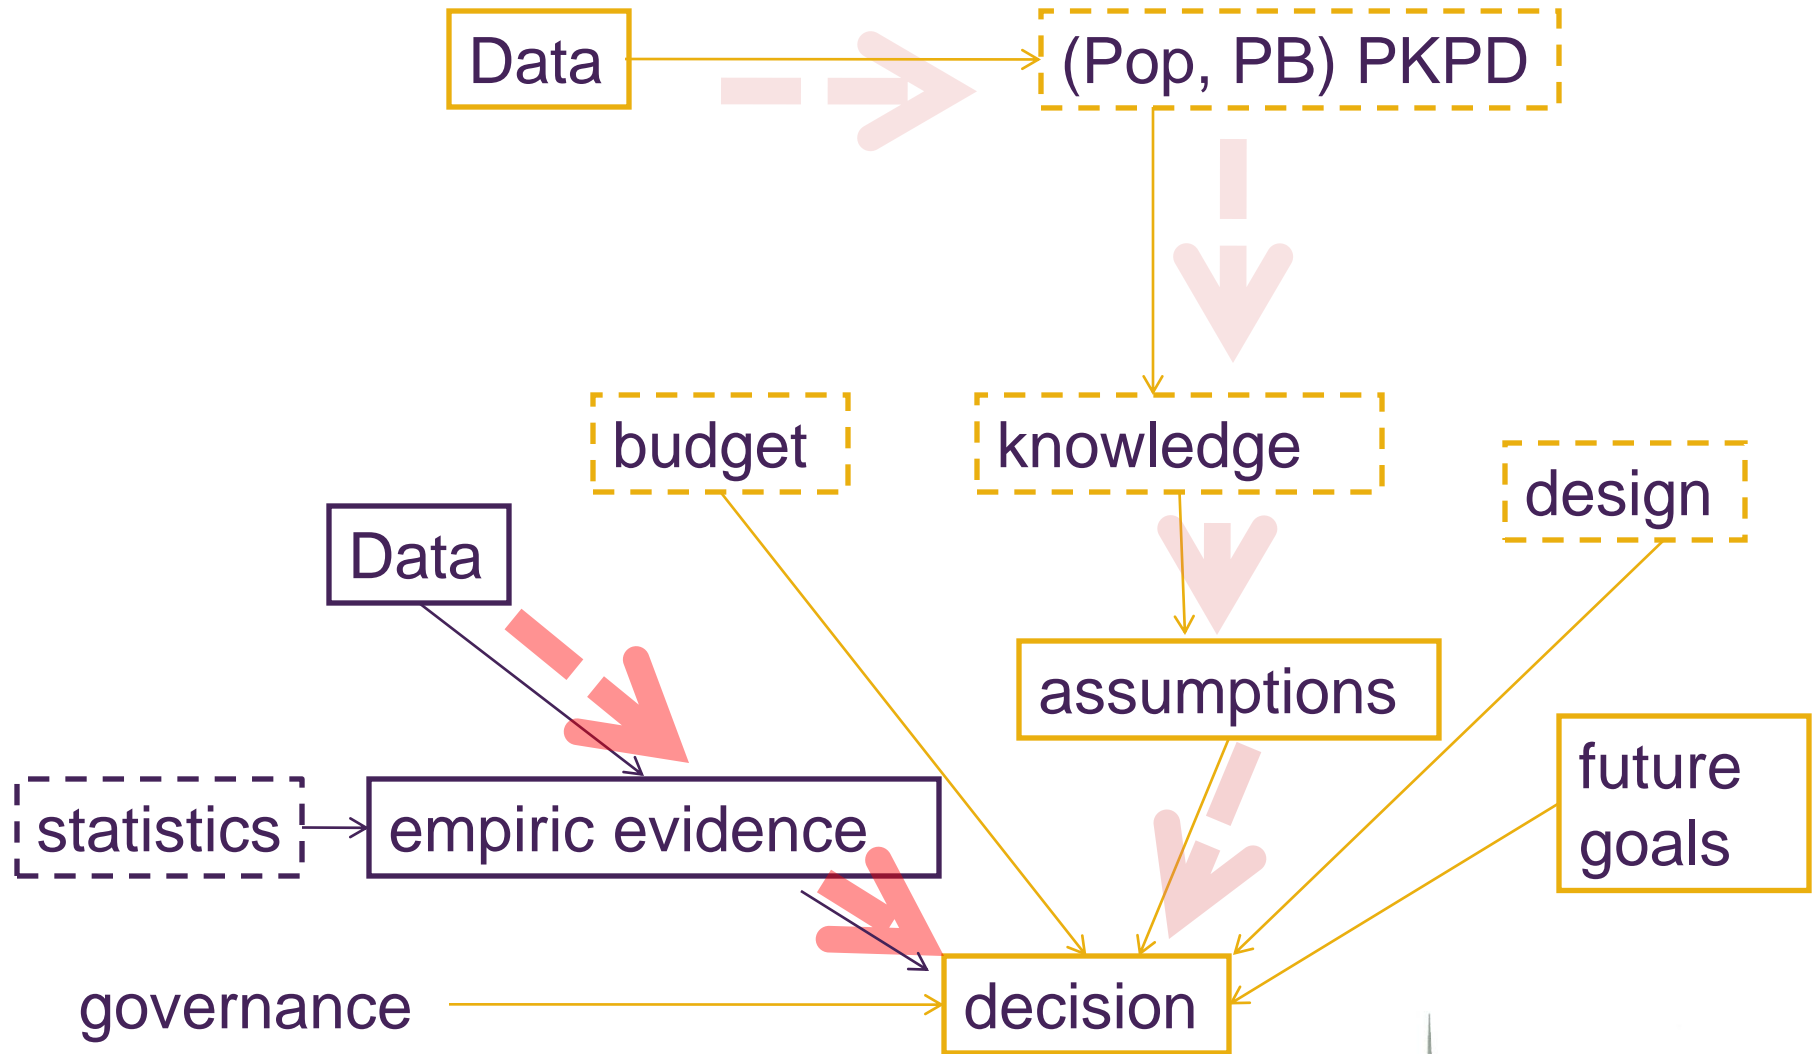 Data
(Pop, PB) PKPD
budget
knowledge
design
Data
assumptions
future
goals
statistics
empiric evidence
governance
decision